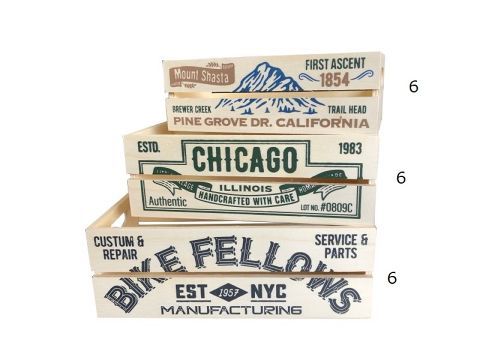 Mount Shasta
FIRST ASCENT
1854
BREWER CREEK
TRAIL HEAD
PINE GROVE DR. CALIFORNIA
6
ESTD.
1983
CHICAGO
ILLINOIS
HANDCRAFTED WITH CARE
Authentic
LOT NO. #0809C
6
CUSTUM &
REPAIR
SERVICE &
PARTS
BIKE FELLOWS
EST 1957 NYC
MANUFACTURING
6